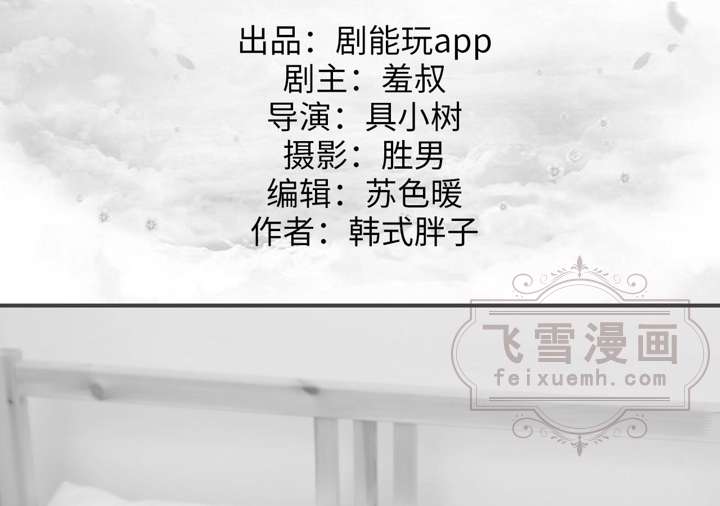 出品：剧能玩app
剧主：羞叔
导演：具小树
摄影：胜男
编辑：苏色暖
作者：韩式胖子
飞雪漫画
feixuemh.com